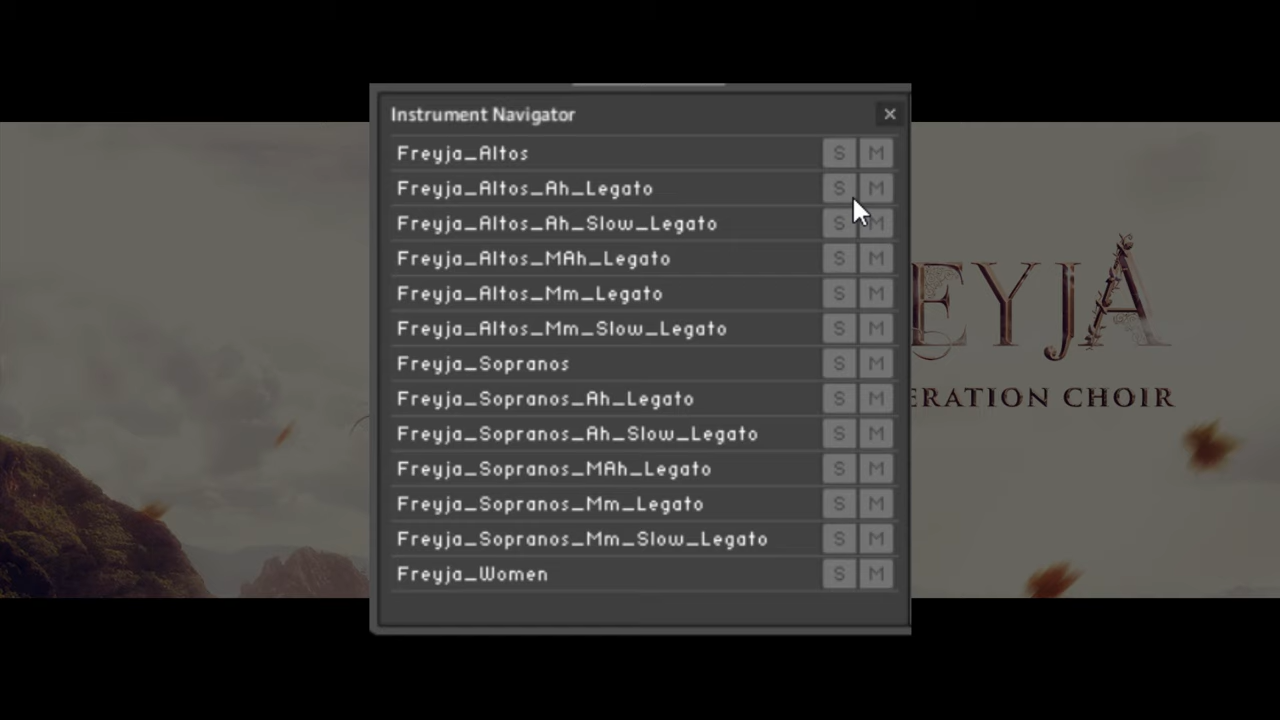 Instrument Navigator ×
Freyja_Altos S M
Freyja_Altos_Ah_Legato S M
Freyja_Altos_Ah_Slow_Legato S M
Freyja_Altos_MAh_Legato S M
Freyja_Altos_Mm_Legato S M
Freyja_Altos_Mm_Slow_Legato S M
Freyja_Sopranos S M
Freyja_Sopranos_Ah_Legato S M
Freyja_Sopranos_Ah_Slow_Legato S M
Freyja_Sopranos_MAh_Legato S M
Freyja_Sopranos_Mm_Legato S M
Freyja_Sopranos_Mm_Slow_Legato S M
Freyja_Women S M
EYJA
ERATION CHOIR